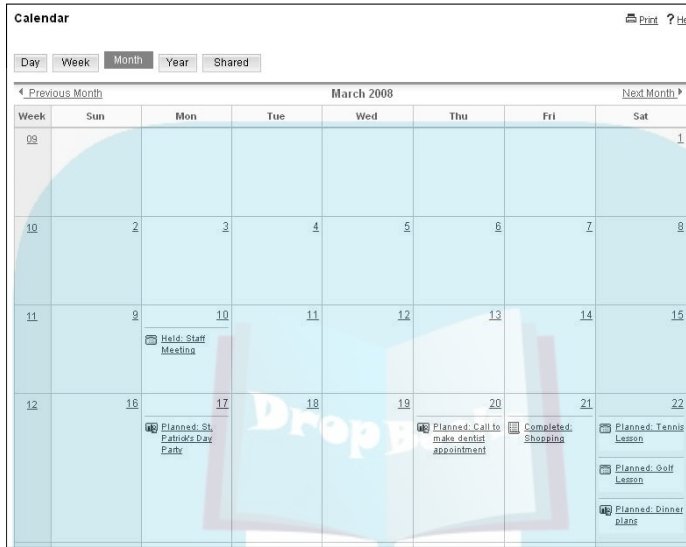 Calendar
Print ? He
Day Week Month Year Shared
Previous Month March 2008 Next Month
Week Sun Mon Tue Wed Thu Fri Sat
09 1
10 2 3 4 5 6 7 8
11 9 10 11 12 13 14 15
Held: Staff
Meeting
12 16 17 18 19 20 21 22
Planned: St. Planned: Call to Completed: Planned: Tennis
Patrick's Day make dentist Shopping Lesson
Party appointment
Planned: Golf
Lesson
Planned: Dinner
plans